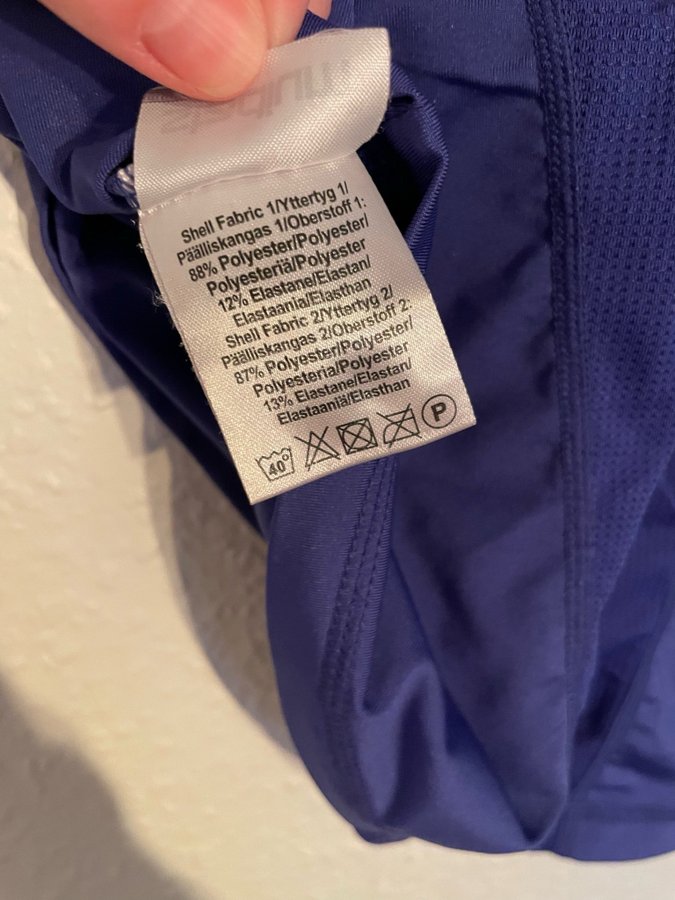 Shell Fabric 1/Yttertyg 1/
Päälliskangas 1/Oberstoff 1:
88% Polyester/Polyester/
Polyesteriä/Polyester
12% Elastane/Elastan/
Elastaania/Elasthan
Shell Fabric 2/Yttertyg 2/
Päälliskangas 2/Oberstoff 2:
87% Polyester/Polyester/
Polyesteria/Polyester
13% Elastane/Elastan/
Elastaaniä/Elasthan
40° P